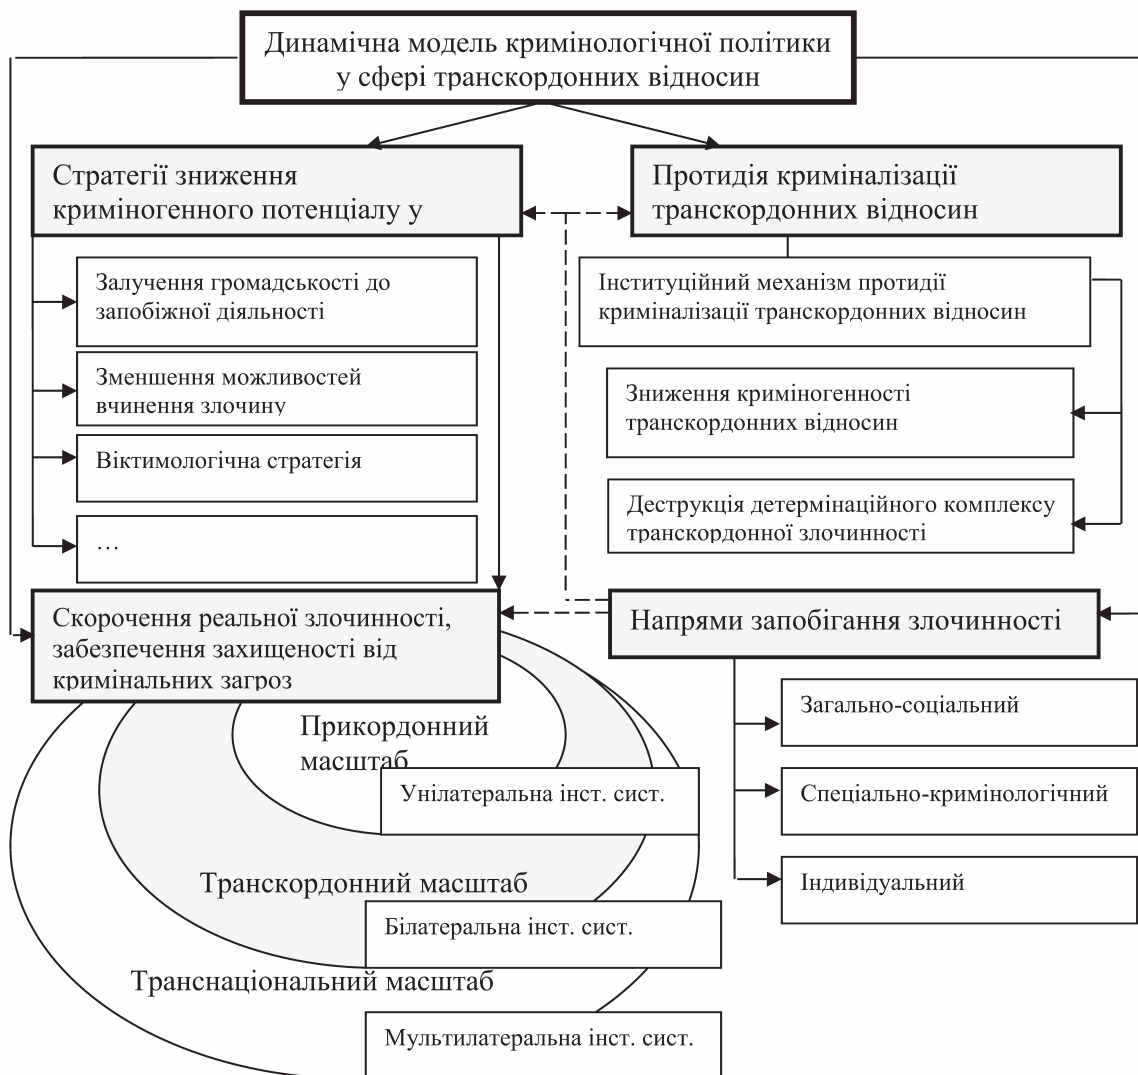 Динамічна модель кримінологічної політики
у сфері транскордонних відносин
Стратегії зниження
криміногенного потенціалу у
Протидія криміналізації
транскордонних відносин
Залучення громадськості до
запобіжної діяльності
Зменшення можливостей
вчинення злочину
Віктимологічна стратегія
…
Інституційний механізм протидії
криміналізації транскордонних відносин
Зниження криміногенності
транскордонних відносин
Деструкція детермінаційного комплексу
транскордонної злочинності
Скорочення реальної злочинності,
забезпечення захищеності від
кримінальних загроз
Напрями запобігання злочинності
Загально-соціальний
Спеціально-кримінологічний
Індивідуальний
Прикордонний
масштаб
Унілатеральна інст. сист.
Транскордонний масштаб
Білатеральна інст. сист.
Транснаціональний масштаб
Мультилатеральна інст. сист.